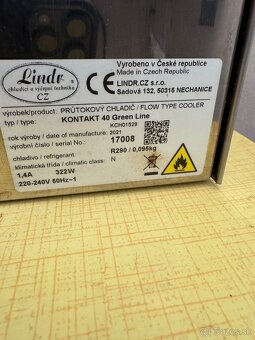 Lindr
chladicí a výčepní technika
CZ
Vyrobeno v České republice
Made in Czech Republic
LINDR.CZ s.r.o.
Sadová 132, 50315 NECHANICE
výrobek/product: PRŮTOKOVÝ CHLADIČ / FLOW TYPE COOLER
typ / type: KONTAKT 40 Green Line
KCH01529
rok výroby / date of manufacture: 2021
výrobní číslo / serial No.: 17008
chladivo / refrigerant: R290 / 0,095kg
klimatická třída / climatic class: N
1,4A 322W
220-240V 50Hz~1